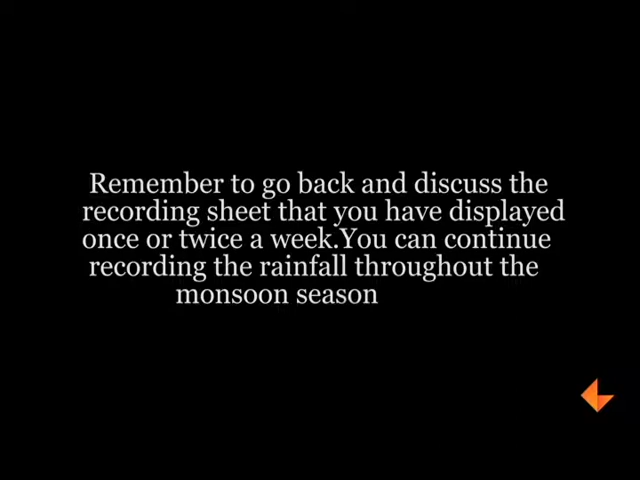 Remember to go back and discuss the
recording sheet that you have displayed
once or twice a week.You can continue
recording the rainfall throughout the
monsoon season